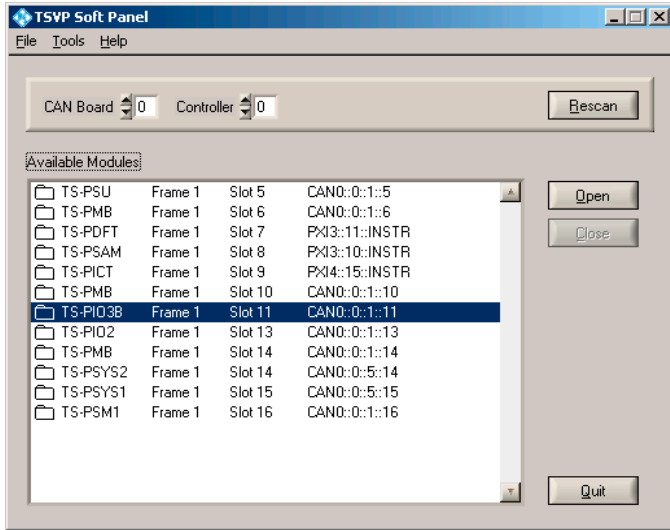 TSVP Soft Panel
File Tools Help
CAN Board 0 Controller 0 Rescan
Available Modules
TS-PSU Frame 1 Slot 5 CAN0::0::1::5
TS-PMB Frame 1 Slot 6 CAN0::0::1::6
TS-PDFT Frame 1 Slot 7 PXI3::11::INSTR
TS-PSAM Frame 1 Slot 8 PXI3::10::INSTR
TS-PICT Frame 1 Slot 9 PXI4::15::INSTR
TS-PMB Frame 1 Slot 10 CAN0::0::1::10
TS-PIO3B Frame 1 Slot 11 CAN0::0::1::11
TS-PIO2 Frame 1 Slot 13 CAN0::0::1::13
TS-PMB Frame 1 Slot 14 CAN0::0::1::14
TS-PSYS2 Frame 1 Slot 14 CAN0::0::5::14
TS-PSYS1 Frame 1 Slot 15 CAN0::0::5::15
TS-PSM1 Frame 1 Slot 16 CAN0::0::1::16
Open
Close
Quit